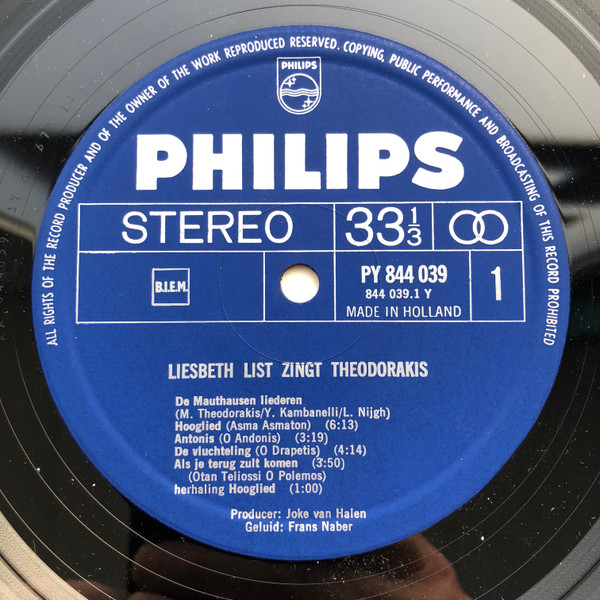 ALL RIGHTS OF THE RECORD PRODUCER AND OF THE OWNER OF THE WORK REPRODUCED RESERVED. COPYING, PUBLIC PERFORMANCE AND BROADCASTING OF THIS RECORD PROHIBITED
PHILIPS
PHILIPS
STEREO 33 1/3
B.I.E.M. PY 844 039 1
844 039.1 Y
MADE IN HOLLAND
LIESBETH LIST ZINGT THEODORAKIS
De Mauthausen liederen
(M. Theodorakis/Y. Kambanelli/L. Nijgh)
Hooglied (Asma Asmaton) (6:13)
Antonis (O Andonis) (3:19)
De vluchteling (O Drapetis) (4:14)
Als je terug zult komen (3:50)
(Otan Teliossi O Polemos)
herhaling Hooglied (1:00)
Producer: Joke van Halen
Geluid: Frans Naber